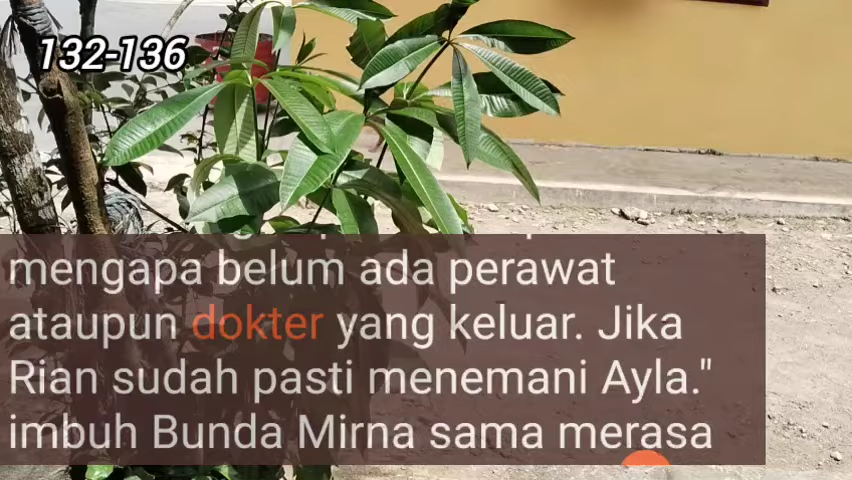 132-136
mengapa belum ada perawat
ataupun dokter yang keluar. Jika
Rian sudah pasti menemani Ayla."
imbuh Bunda Mirna sama merasa